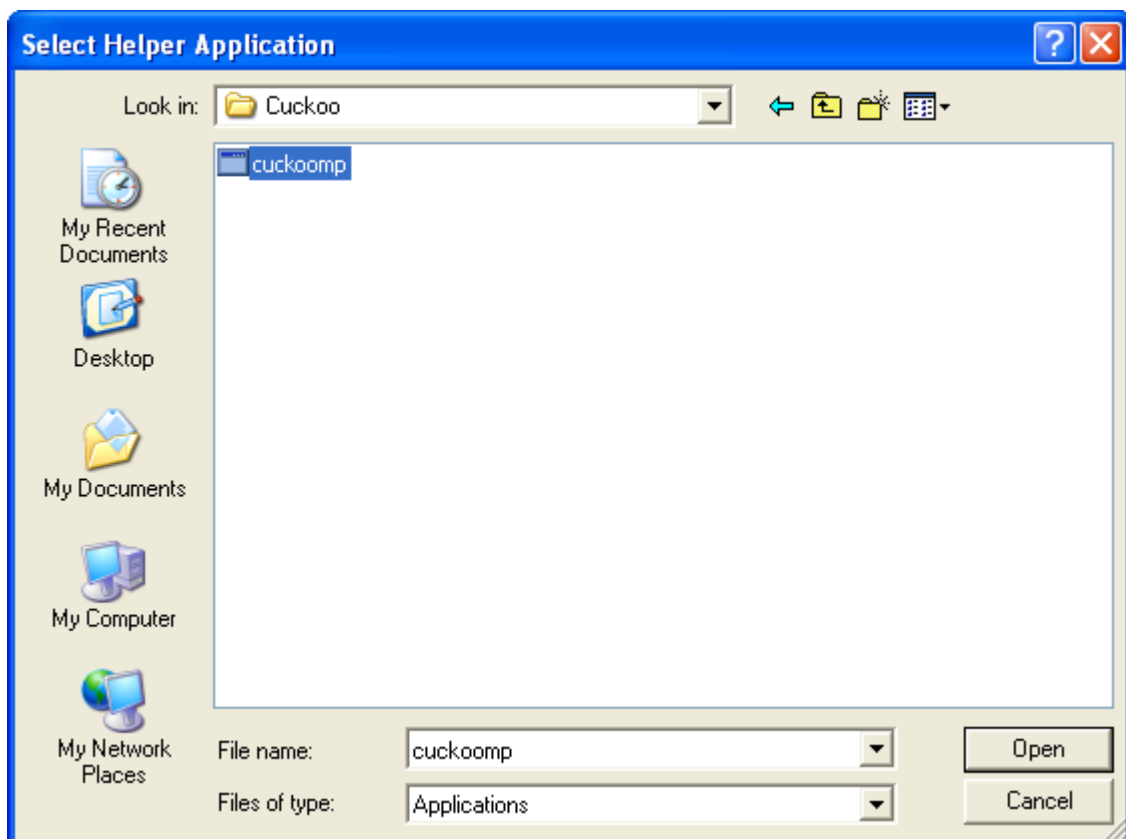 Select Helper Application
Look in:
Cuckoo
cuckoomp
My Recent
Documents
Desktop
My Documents
My Computer
My Network
Places
File name:
cuckoomp
Open
Files of type:
Applications
Cancel